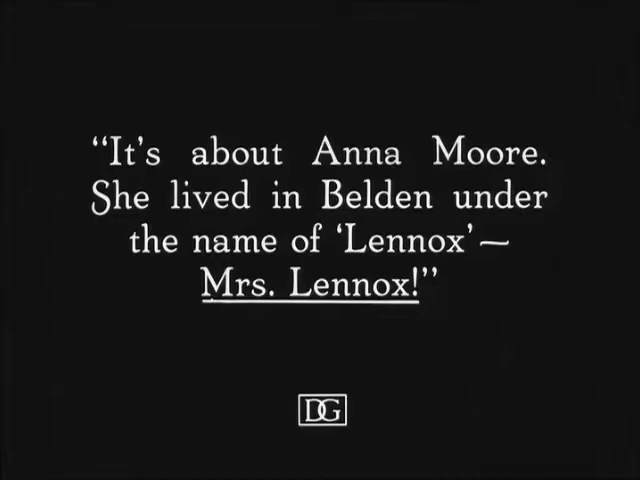 “It's about Anna Moore.
She lived in Belden under
the name of ‘Lennox’—
Mrs. Lennox!”
DG